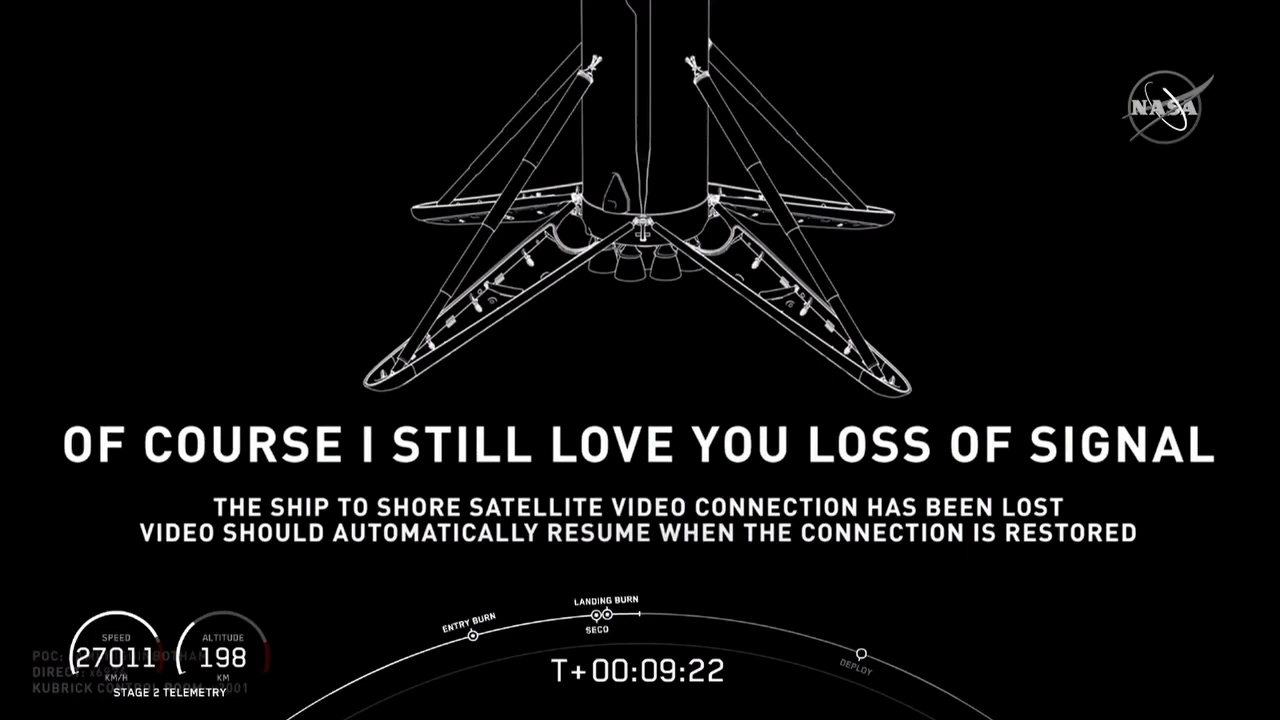 NASA
OF COURSE I STILL LOVE YOU LOSS OF SIGNAL
THE SHIP TO SHORE SATELLITE VIDEO CONNECTION HAS BEEN LOST
VIDEO SHOULD AUTOMATICALLY RESUME WHEN THE CONNECTION IS RESTORED
LANDING BURN
ENTRY BURN
SECO
SPEED
27011
KM/H
ALTITUDE
198
KM
STAGE 2 TELEMETRY
T+00:09:22
DEPLOY
POC:
KUBRICK CONTROL